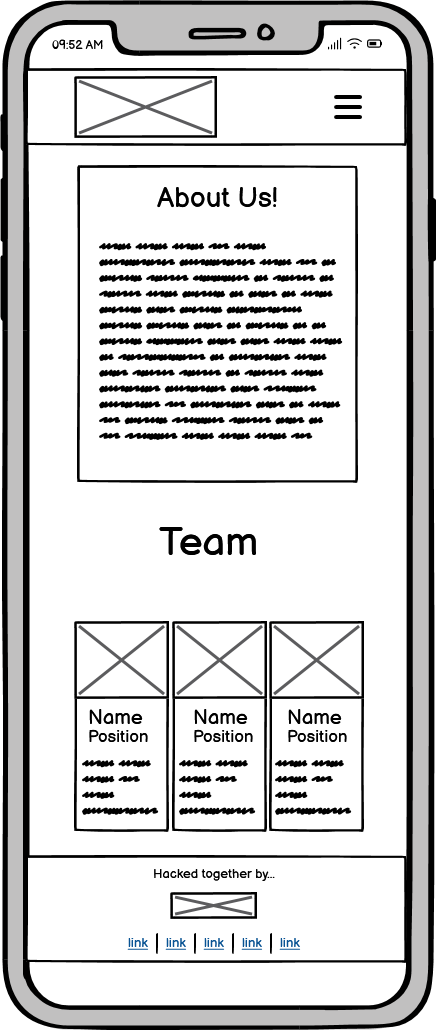 09:52 AM
About Us!
Team
Name Name Name
Position Position Position
Hacked together by...
link | link | link | link | link